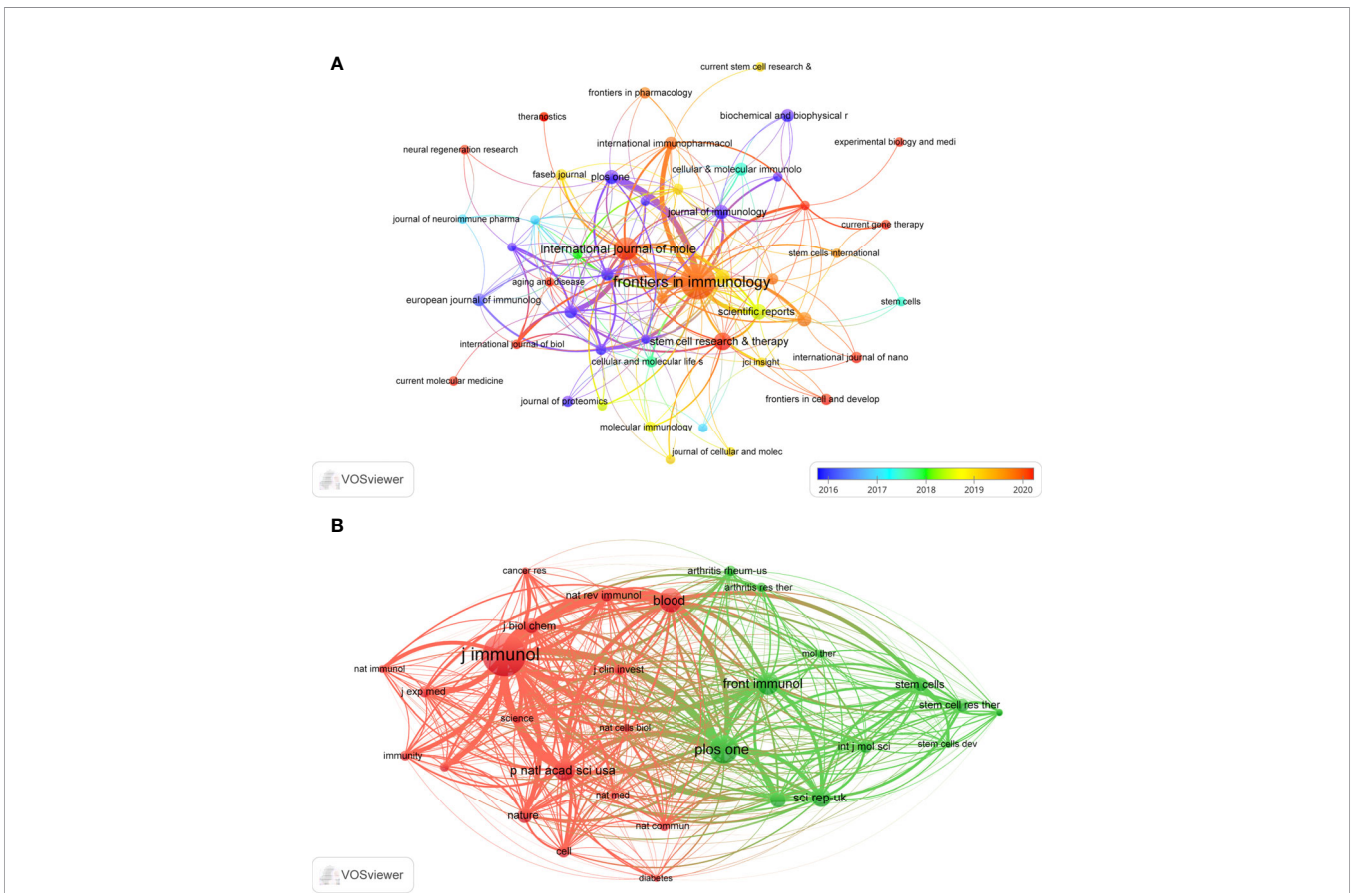 A
current stem cell research &
frontiers in pharmacology
biochemical and biophysical r
theranostics
international immunopharmacol
experimental biology and medi
neural regeneration research
cellular & molecular immunolo
faseb journal
plos one
journal of neuroimmune pharma
journal of immunology
current gene therapy
international journal of mole
stem cells international
aging and disease
frontiers in immunology
european journal of immunolog
stem cells
scientific reports
international journal of biol
stem cell research & therapy
cellular and molecular life s
jci insight
international journal of nano
current molecular medicine
journal of proteomics
frontiers in cell and develop
molecular immunology
journal of cellular and molec
VOSviewer
2016 2017 2018 2019 2020
B
cancer res
arthritis rheum-us
arthritis res ther
nat rev immunol
blood
j biol chem
j immunol
mol ther
nat immunol
j clin invest
j exp med
front immunol
stem cells
stem cell res ther
science
nat cells biol
plos one
int j mol sci
stem cells dev
immunity
p natl acad sci usa
nat med
sci rep-uk
nature
nat commun
cell
diabetes
VOSviewer